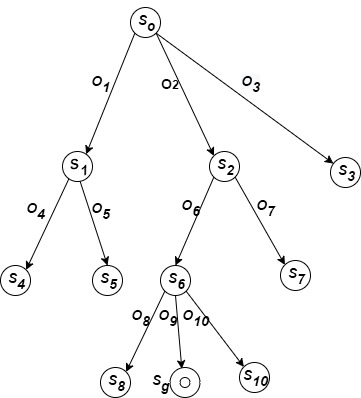 So
O1 O2 O3
S1 S2 S3
O4 O5 O6 O7
S4 S5 S6 S7
O8 O9 O10
S8 Sg S10